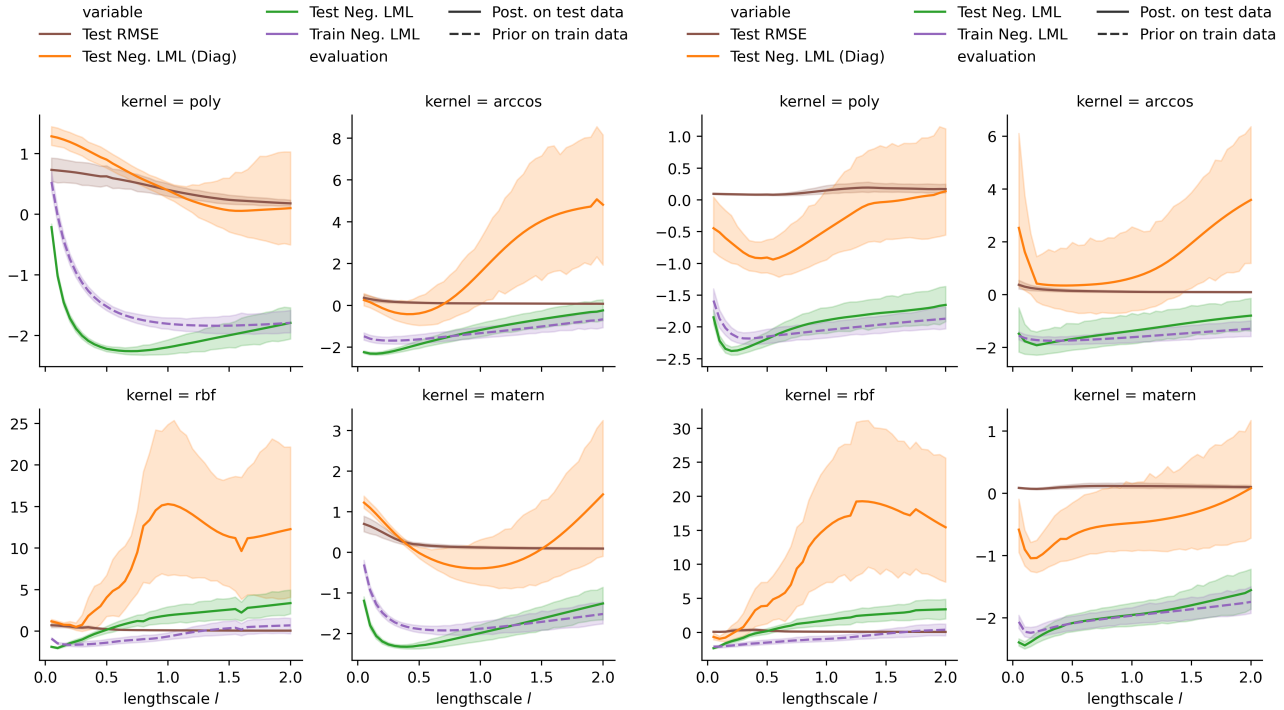 variable
Test RMSE
Test Neg. LML (Diag)
Test Neg. LML
Train Neg. LML
evaluation
Post. on test data
Prior on train data
variable
Test RMSE
Test Neg. LML (Diag)
Test Neg. LML
Train Neg. LML
evaluation
Post. on test data
Prior on train data
kernel = poly
1
0
−1
−2
kernel = arccos
8
6
4
2
0
−2
kernel = poly
1.0
0.5
0.0
−0.5
−1.0
−1.5
−2.0
−2.5
kernel = arccos
6
4
2
0
−2
kernel = rbf
25
20
15
10
5
0
0.0 0.5 1.0 1.5 2.0
lengthscale l
kernel = matern
3
2
1
0
−1
−2
0.0 0.5 1.0 1.5 2.0
lengthscale l
kernel = rbf
30
25
20
15
10
5
0
0.0 0.5 1.0 1.5 2.0
lengthscale l
kernel = matern
1
0
−1
−2
0.0 0.5 1.0 1.5 2.0
lengthscale l